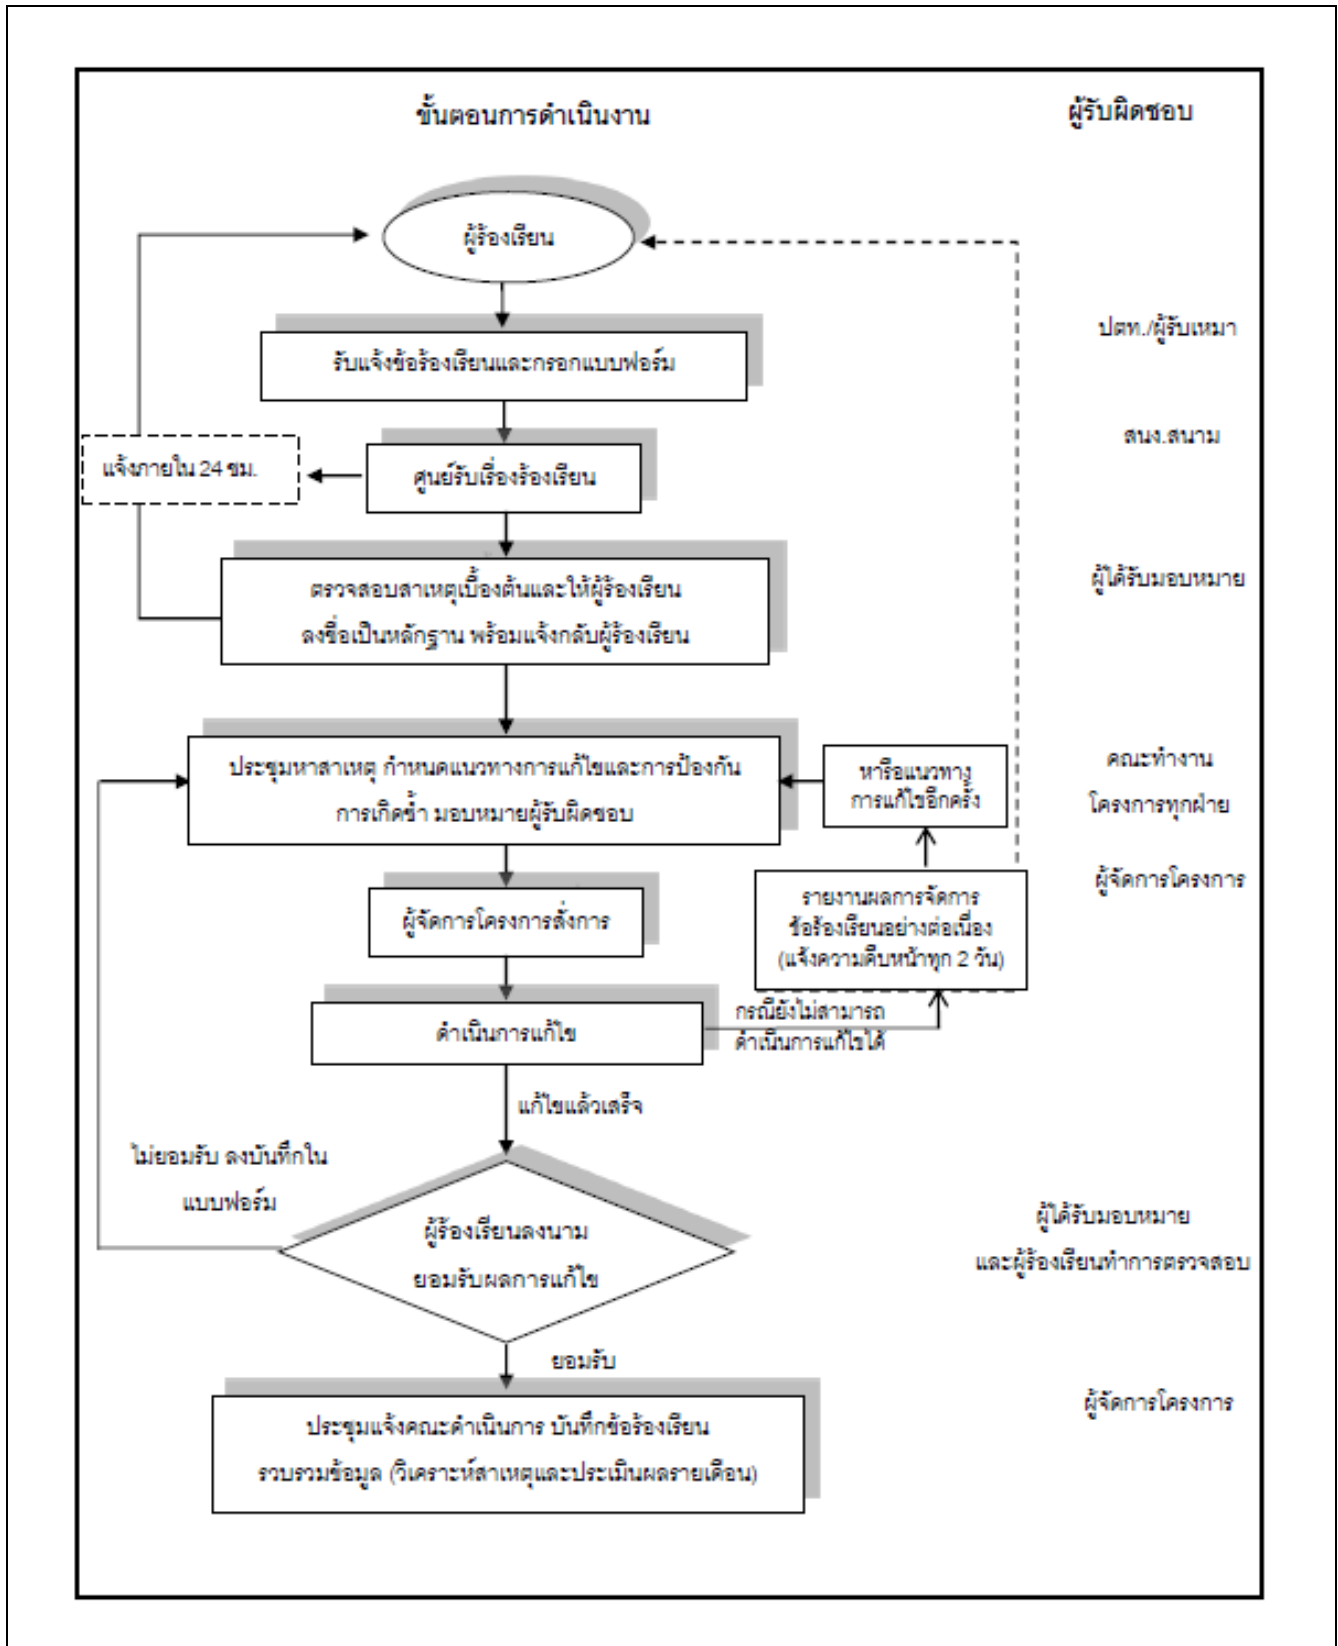 ขั้นตอนการดำเนินงาน
ผู้รับผิดชอบ
ผู้ร้องเรียน
รับแจ้งข้อร้องเรียนและกรอกแบบฟอร์ม
ปตท./ผู้รับเหมา
ศูนย์รับเรื่องร้องเรียน
สนง.สนาม
แจ้งภายใน 24 ชม.
ตรวจสอบสาเหตุเบื้องต้นและให้ผู้ร้องเรียน
ลงชื่อเป็นหลักฐาน พร้อมแจ้งกลับผู้ร้องเรียน
ผู้ได้รับมอบหมาย
ประชุมหาสาเหตุ กำหนดแนวทางการแก้ไขและการป้องกัน
การเกิดซ้ำ มอบหมายผู้รับผิดชอบ
หารือแนวทาง
การแก้ไขอีกครั้ง
คณะทำงาน
โครงการทุกฝ่าย
ผู้จัดการโครงการสั่งการ
รายงานผลการจัดการ
ข้อร้องเรียนอย่างต่อเนื่อง
(แจ้งความคืบหน้าทุก 2 วัน)
ผู้จัดการโครงการ
ดำเนินการแก้ไข
กรณียังไม่สามารถ
ดำเนินการแก้ไขได้
แก้ไขแล้วเสร็จ
ไม่ยอมรับ ลงบันทึกใน
แบบฟอร์ม
ผู้ร้องเรียนลงนาม
ยอมรับผลการแก้ไข
ผู้ได้รับมอบหมาย
และผู้ร้องเรียนทำการตรวจสอบ
ยอมรับ
ประชุมแจ้งคณะดำเนินการ บันทึกข้อร้องเรียน
รวบรวมข้อมูล (วิเคราะห์สาเหตุและประเมินผลรายเดือน)
ผู้จัดการโครงการ